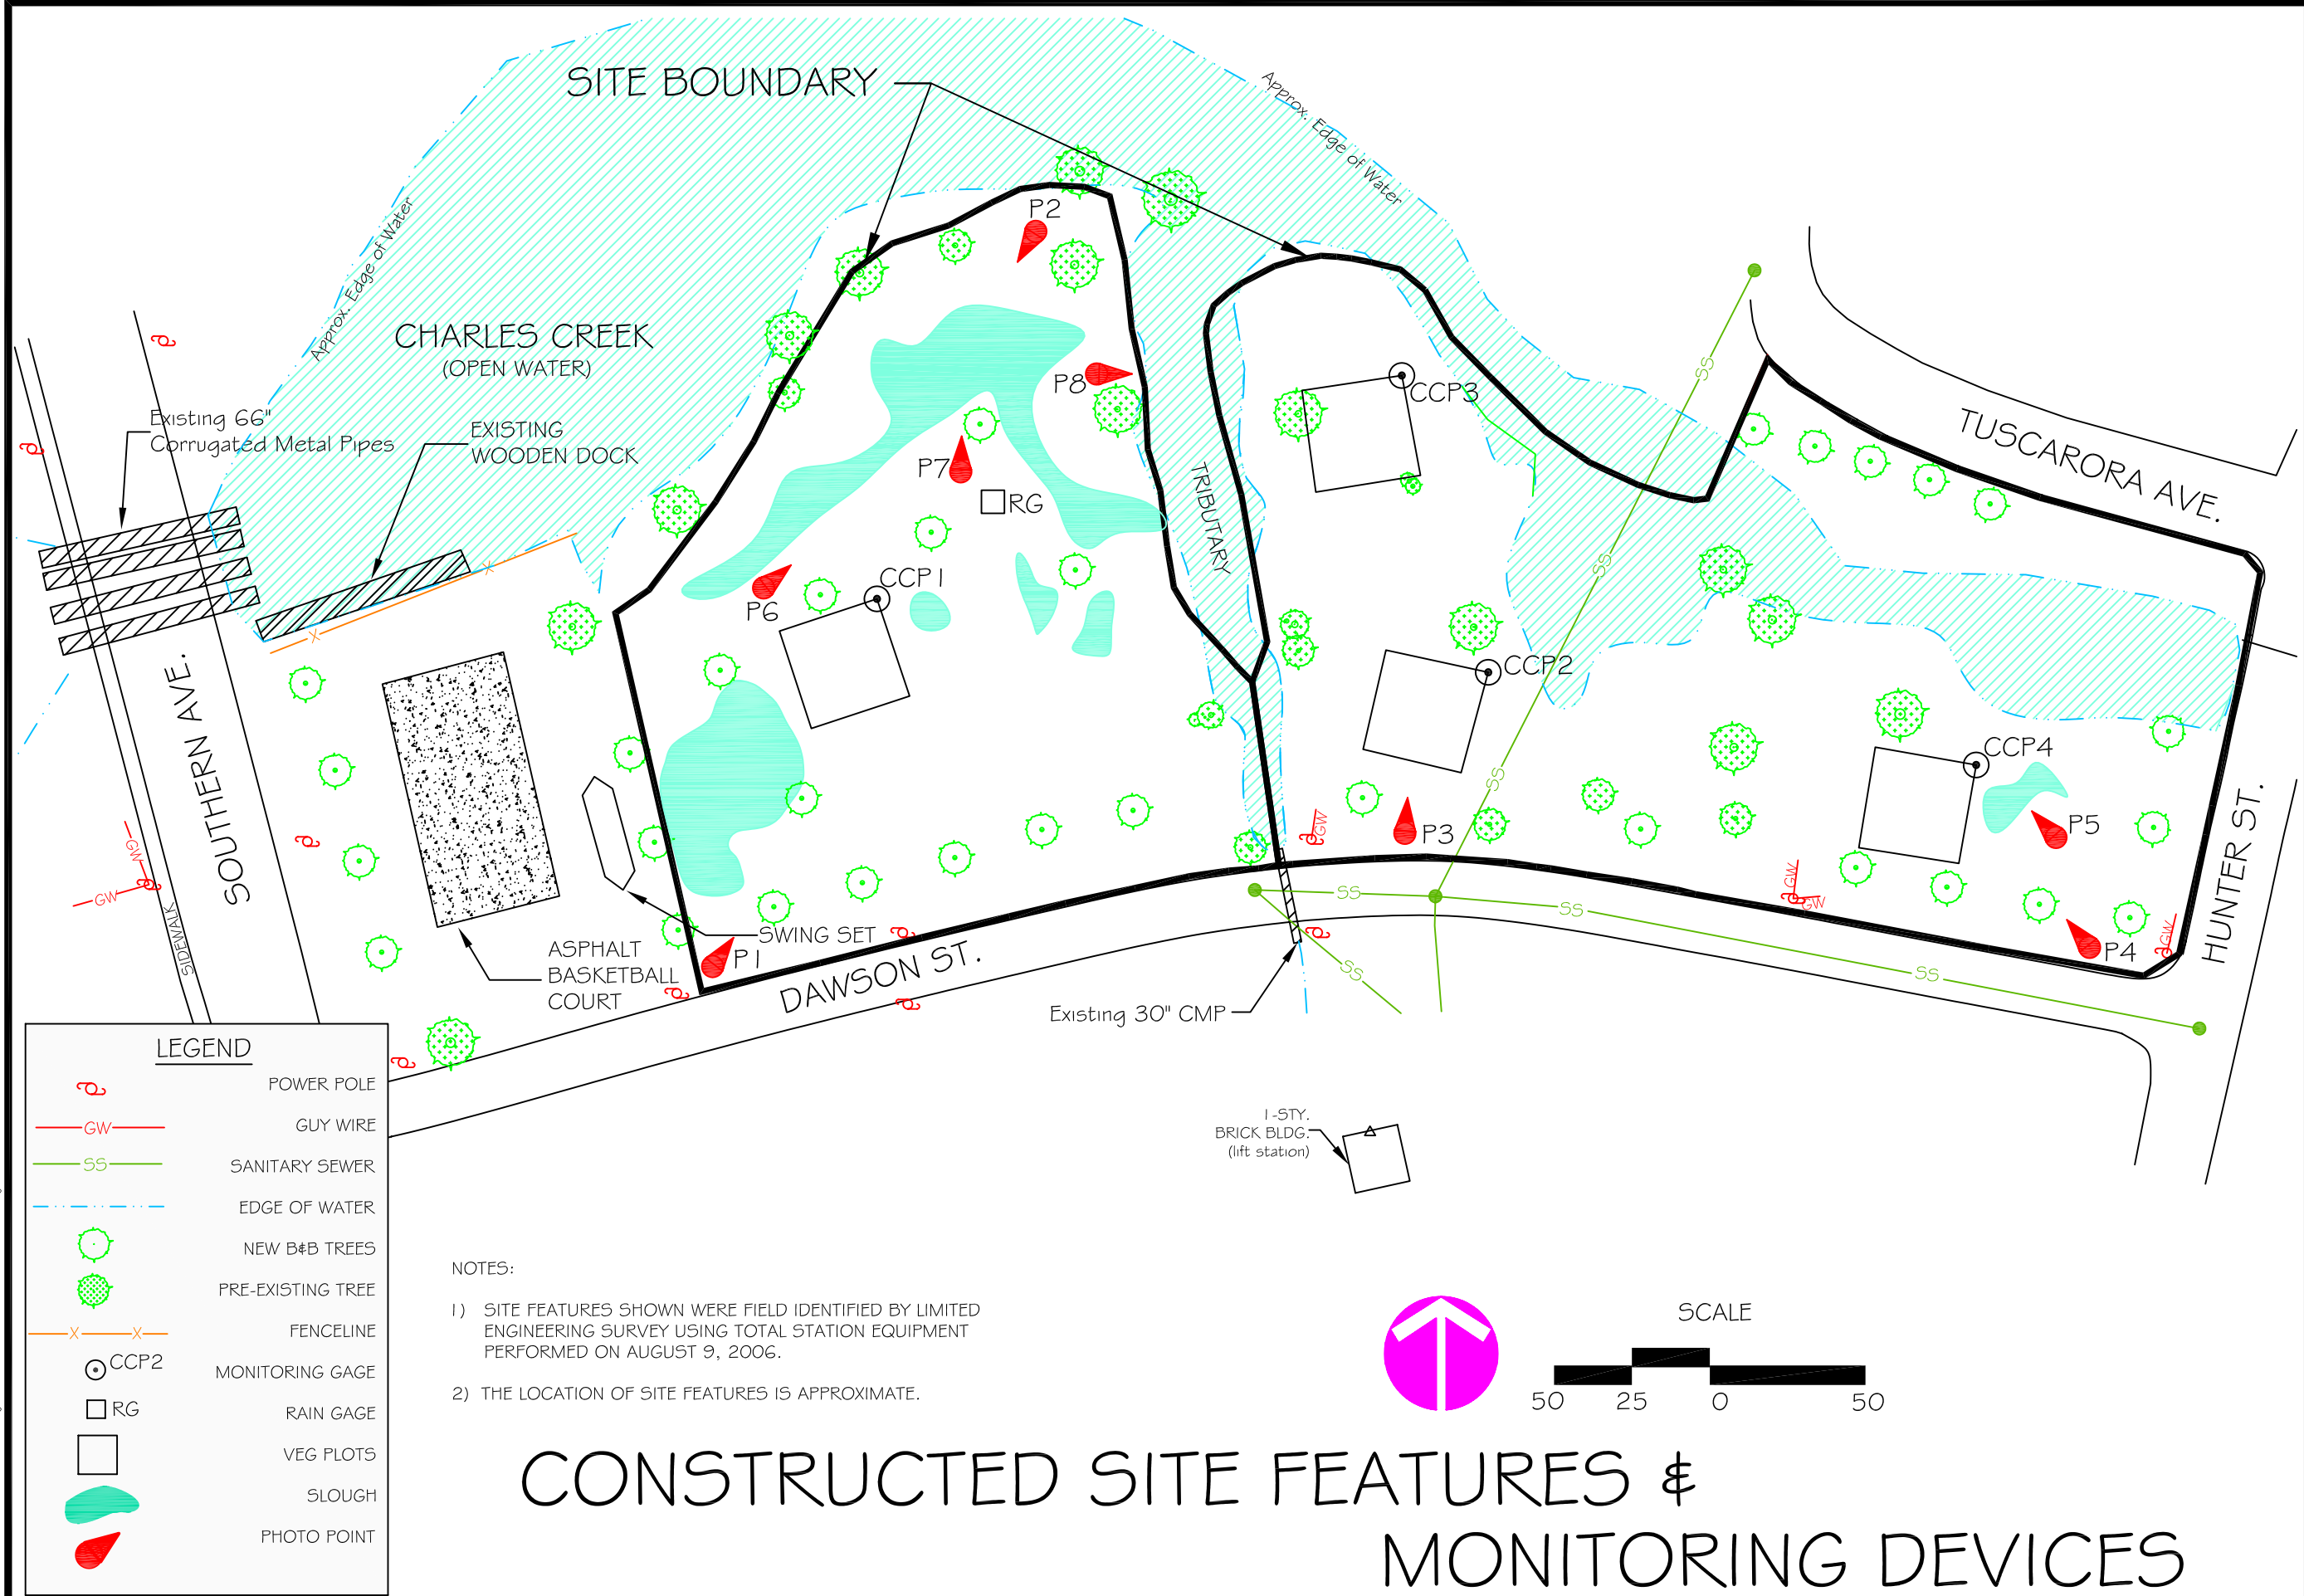 SITE BOUNDARY
Approx. Edge of Water
Approx. Edge of Water
P2
CHARLES CREEK
(OPEN WATER)
P8
CCP3
SS
Existing 66"
Corrugated Metal Pipes
EXISTING
WOODEN DOCK
P7
RG
TRIBUTARY
TUSCARORA AVE.
X
X
P6
CCP1
SS
CCP2
CCP4
SOUTHERN AVE.
SS
GW
P3
P5
HUNTER ST.
GW
GW
SIDEWALK
SS
SS
GW
GW
SWING SET
P1
P4
GW
ASPHALT
BASKETBALL
COURT
DAWSON ST.
SS
SS
Existing 30" CMP
1-STY.
BRICK BLDG.
(lift station)
LEGEND
POWER POLE
GW GUY WIRE
SS SANITARY SEWER
EDGE OF WATER
NEW B&B TREES
PRE-EXISTING TREE
X X FENCELINE
CCP2 MONITORING GAGE
RG RAIN GAGE
VEG PLOTS
SLOUGH
PHOTO POINT
NOTES:
1) SITE FEATURES SHOWN WERE FIELD IDENTIFIED BY LIMITED
ENGINEERING SURVEY USING TOTAL STATION EQUIPMENT
PERFORMED ON AUGUST 9, 2006.
2) THE LOCATION OF SITE FEATURES IS APPROXIMATE.
SCALE
50 25 0 50
CONSTRUCTED SITE FEATURES &
MONITORING DEVICES